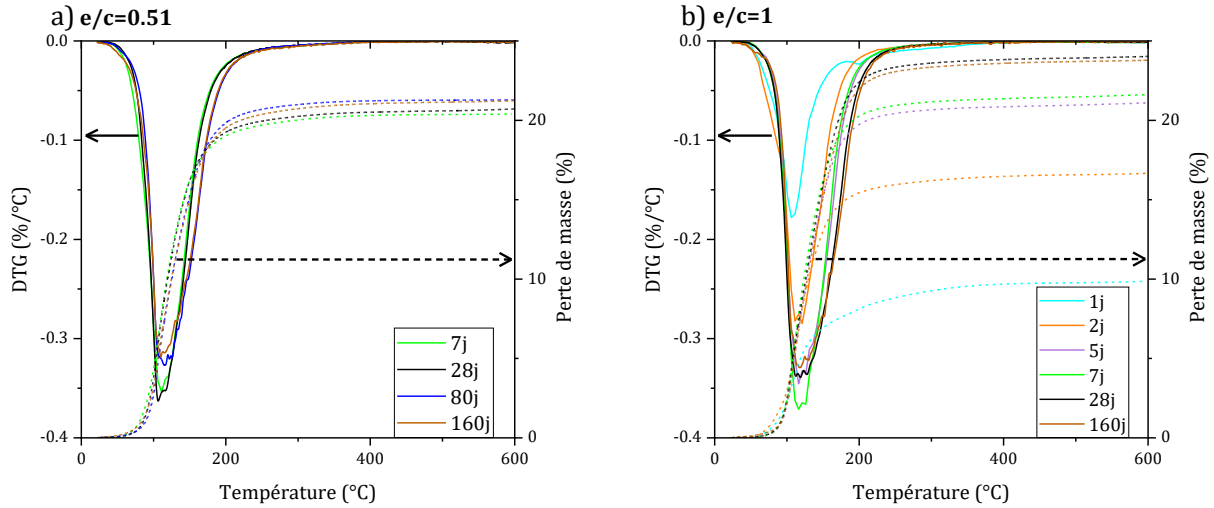 a) e/c=0.51
0.0
-0.1
-0.2
-0.3
-0.4
DTG (%/°C)
20
10
0
Perte de masse (%)
7j
28j
80j
160j
0
200
400
600
Température (°C)
b) e/c=1
0.0
-0.1
-0.2
-0.3
-0.4
DTG (%/°C)
20
10
0
Perte de masse (%)
1j
2j
5j
7j
28j
160j
0
200
400
600
Température (°C)